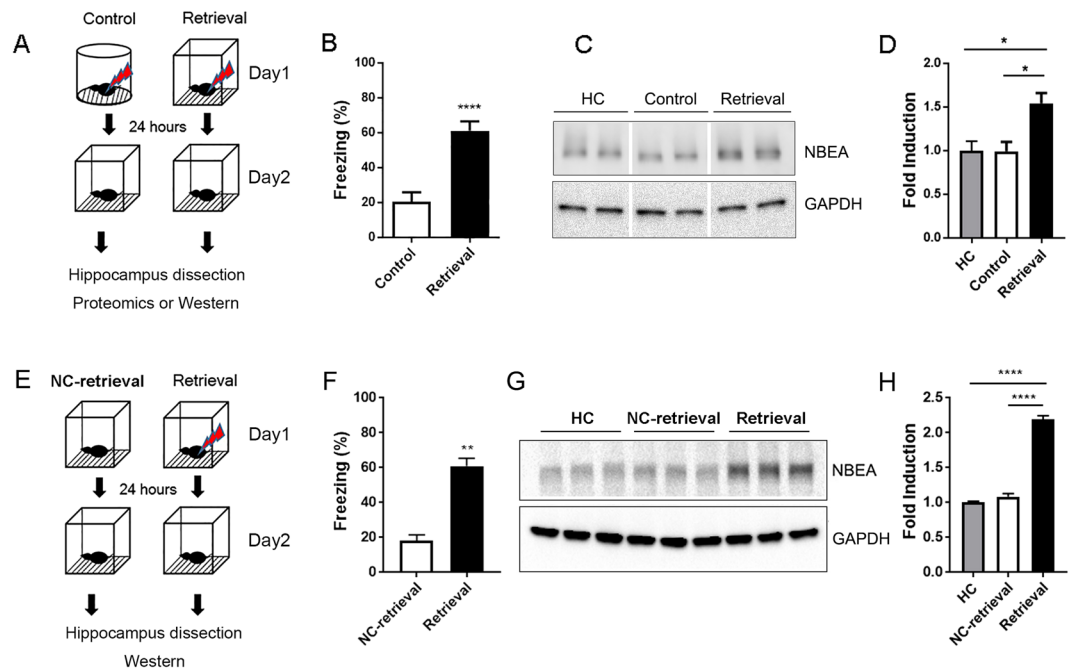 A
Control
Retrieval
Day1
24 hours
Day2
Hippocampus dissection
Proteomics or Western
B
Freezing (%)
100
80
60
40
20
0
****
Control
Retrieval
C
HC
Control
Retrieval
NBEA
GAPDH
D
Fold Induction
2.0
1.5
1.0
0.5
0.0
*
*
HC
Control
Retrieval
E
NC-retrieval
Retrieval
Day1
24 hours
Day2
Hippocampus dissection
Western
F
Freezing (%)
100
80
60
40
20
0
**
NC-retrieval
Retrieval
G
HC
NC-retrieval
Retrieval
NBEA
GAPDH
H
Fold Induction
2.5
2.0
1.5
1.0
0.5
0.0
****
****
HC
NC-retrieval
Retrieval